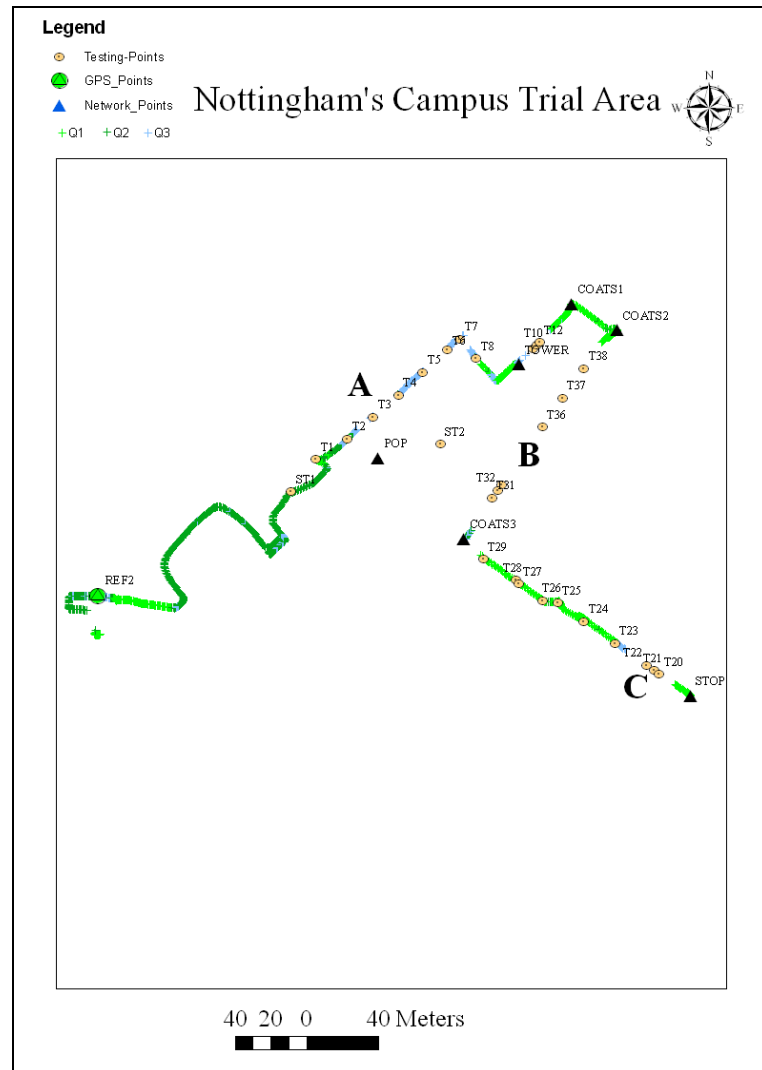 Legend
Testing-Points
GPS_Points
Network_Points
Q1 Q2 Q3
Nottingham's Campus Trial Area
N
W E
S
COATS1
COATS2
T7
T10 T12
T6
T8
TOWER
T5
T38
T4
A
T37
T3
T36
T2
ST2
T1
POP
B
ST1
T32
T31
COATS3
T29
REF2
T28
T27
T26 T25
T24
T23
T22
T21
T20
C
STOP
40 20 0 40 Meters